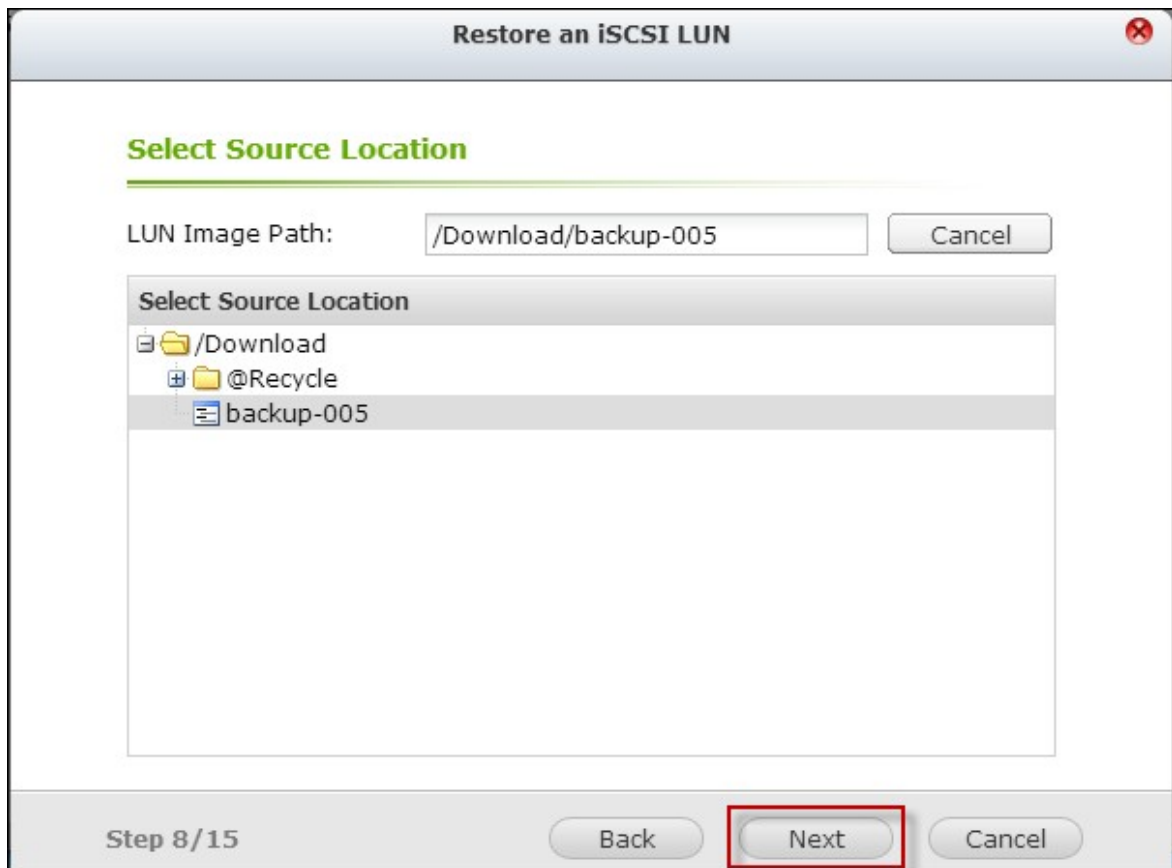 Restore an iSCSI LUN
Select Source Location
LUN Image Path: /Download/backup-005 Cancel
Select Source Location
/Download
@Recycle
backup-005
Step 8/15 Back Next Cancel